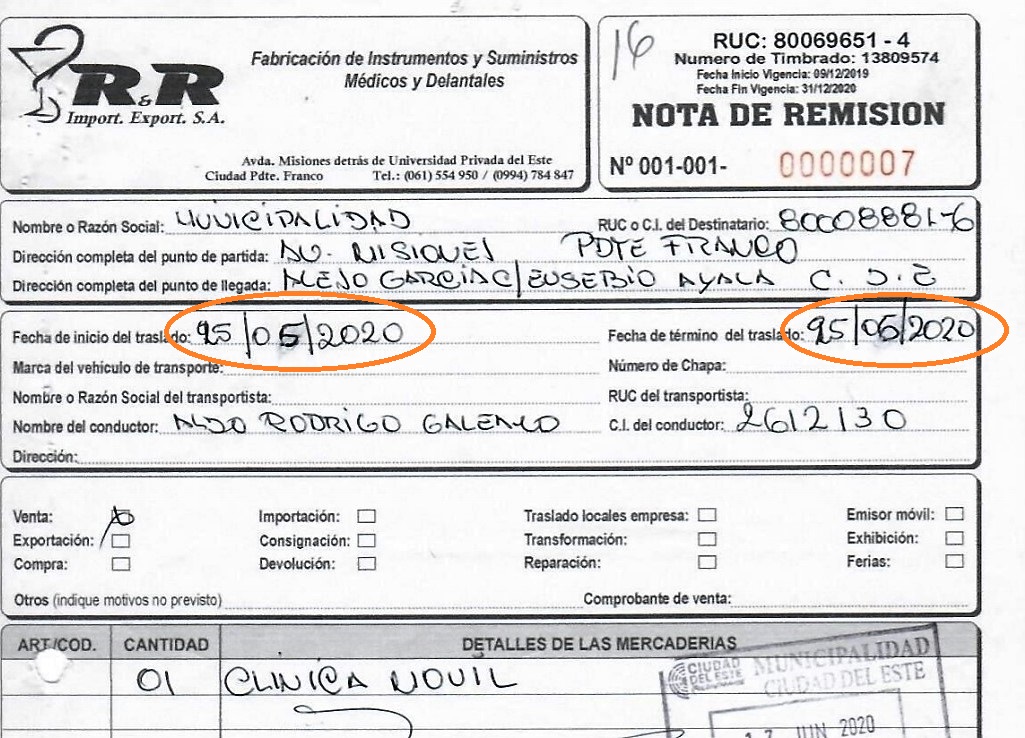 R&R
Import. Export. S.A.
Fabricación de Instrumentos y Suministros
Médicos y Delantales
Avda. Misiones detrás de Universidad Privada del Este
Ciudad Pdte. Franco Tel.: (061) 554 950 / (0994) 784 847
16
RUC: 80069651 - 4
Numero de Timbrado: 13809574
Fecha Inicio Vigencia: 09/12/2019
Fecha Fin Vigencia: 31/12/2020
NOTA DE REMISION
Nº 001-001- 0000007
Nombre o Razón Social: MUNICIPALIDAD RUC o C.I. del Destinatario: 80008881-6
Dirección completa del punto de partida: AV. MISIONES PDTE FRANCO
Dirección completa del punto de llegada: ALEJO GARCIA C/ EUSEBIO AYALA C. D. E
Fecha de inicio del traslado: 25/05/2020 Fecha de término del traslado: 25/05/2020
Marca del vehículo de transporte: Número de Chapa:
Nombre o Razón Social del transportista: RUC del transportista:
Nombre del conductor: ALDO RODRIGO GALEANO C.I. del conductor: 2612130
Dirección:
Venta: Importación: Traslado locales empresa: Emisor móvil:
Exportación: Consignación: Transformación: Exhibición:
Compra: Devolución: Reparación: Ferias:
Otros (indique motivos no previsto) Comprobante de venta:
ART/COD. CANTIDAD DETALLES DE LAS MERCADERIAS
01 CLINICA MOVIL
CIUDAD DEL ESTE
MUNICIPALIDAD
CIUDAD DEL ESTE
JUN 2020